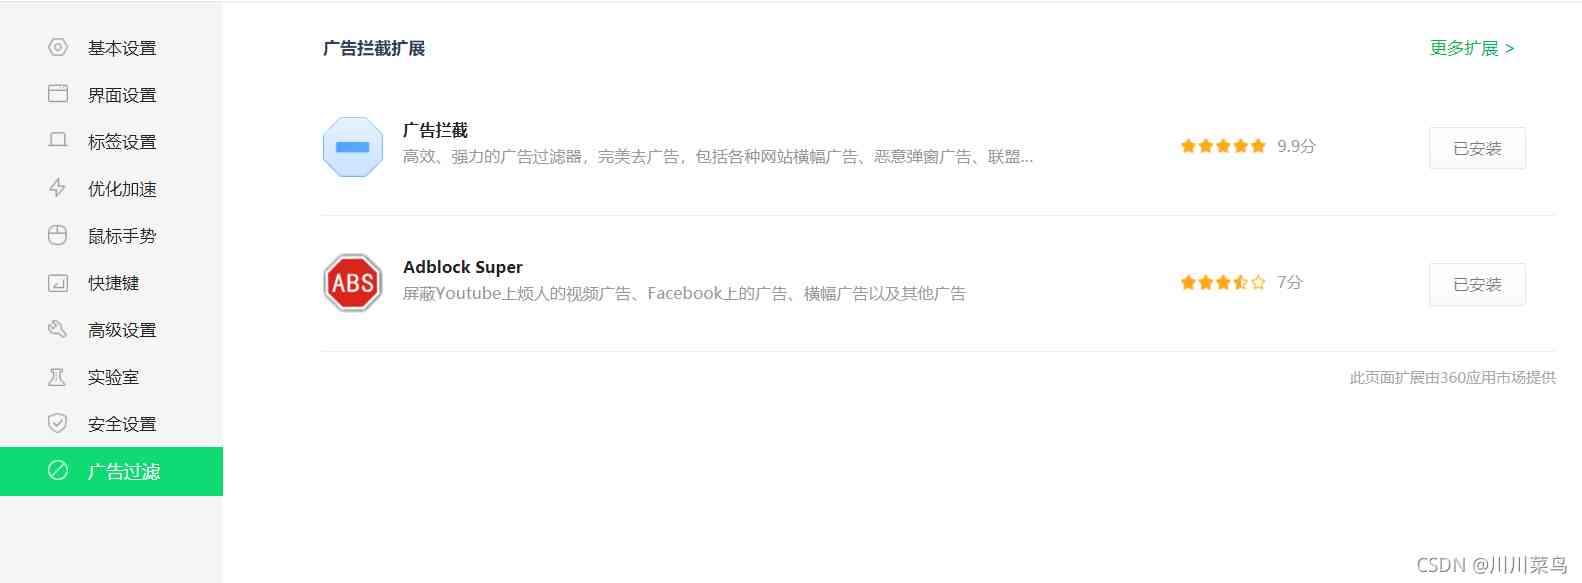 基本设置
界面设置
标签设置
优化加速
鼠标手势
快捷键
高级设置
实验室
安全设置
广告过滤
广告拦截扩展
更多扩展 >
广告拦截
高效、强力的广告过滤器，完美去广告，包括各种网站横幅广告、恶意弹窗广告、联盟...
9.9分
已安装
ABS
Adblock Super
屏蔽Youtube上烦人的视频广告、Facebook上的广告、横幅广告以及其他广告
7分
已安装
此页面扩展由360应用市场提供
CSDN @川川菜鸟